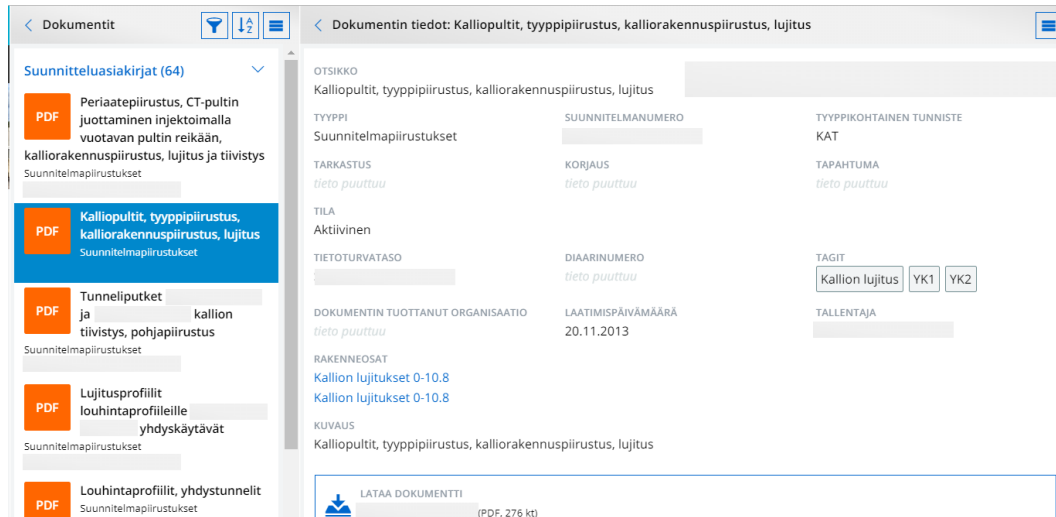 Dokumentit
Suunnitteluasiakirjat (64)
PDF
Periaatepiirustus, CT-pultin
juottaminen injektoimalla
vuotavan pultin reikään,
kalliorakennuspiirustus, lujitus ja tiivistys
Suunnitelmapiirustukset
PDF
Kalliopultit, tyyppipiirustus,
kalliorakennuspiirustus, lujitus
Suunnitelmapiirustukset
PDF
Tunneliputket
ja kallion
tiivistys, pohjapiirustus
Suunnitelmapiirustukset
PDF
Lujitusprofiilit
louhintaprofiileille
yhdyskäytävät
Suunnitelmapiirustukset
PDF
Louhintaprofiilit, yhdystunnelit
Suunnitelmapiirustukset
Dokumentin tiedot: Kalliopultit, tyyppipiirustus, kalliorakennuspiirustus, lujitus
OTSIKKO
Kalliopultit, tyyppipiirustus, kalliorakennuspiirustus, lujitus
TYYPPI SUUNNITELMANUMERO TYYPPIKOHTAINEN TUNNISTE
Suunnitelmapiirustukset KAT
TARKASTUS KORJAUS TAPAHTUMA
tieto puuttuu tieto puuttuu tieto puuttuu
TILA
Aktiivinen
TIETOTURVATASO DIAARINUMERO TAGIT
tieto puuttuu Kallion lujitus YK1 YK2
DOKUMENTIN TUOTTANUT ORGANISAATIO LAATIMISPÄIVÄMÄÄRÄ TALLENTAJA
tieto puuttuu 20.11.2013
RAKENNEOSAT
Kallion lujitukset 0-10.8
Kallion lujitukset 0-10.8
KUVAUS
Kalliopultit, tyyppipiirustus, kalliorakennuspiirustus, lujitus
LATAA DOKUMENTTI
(PDF, 276 kt)